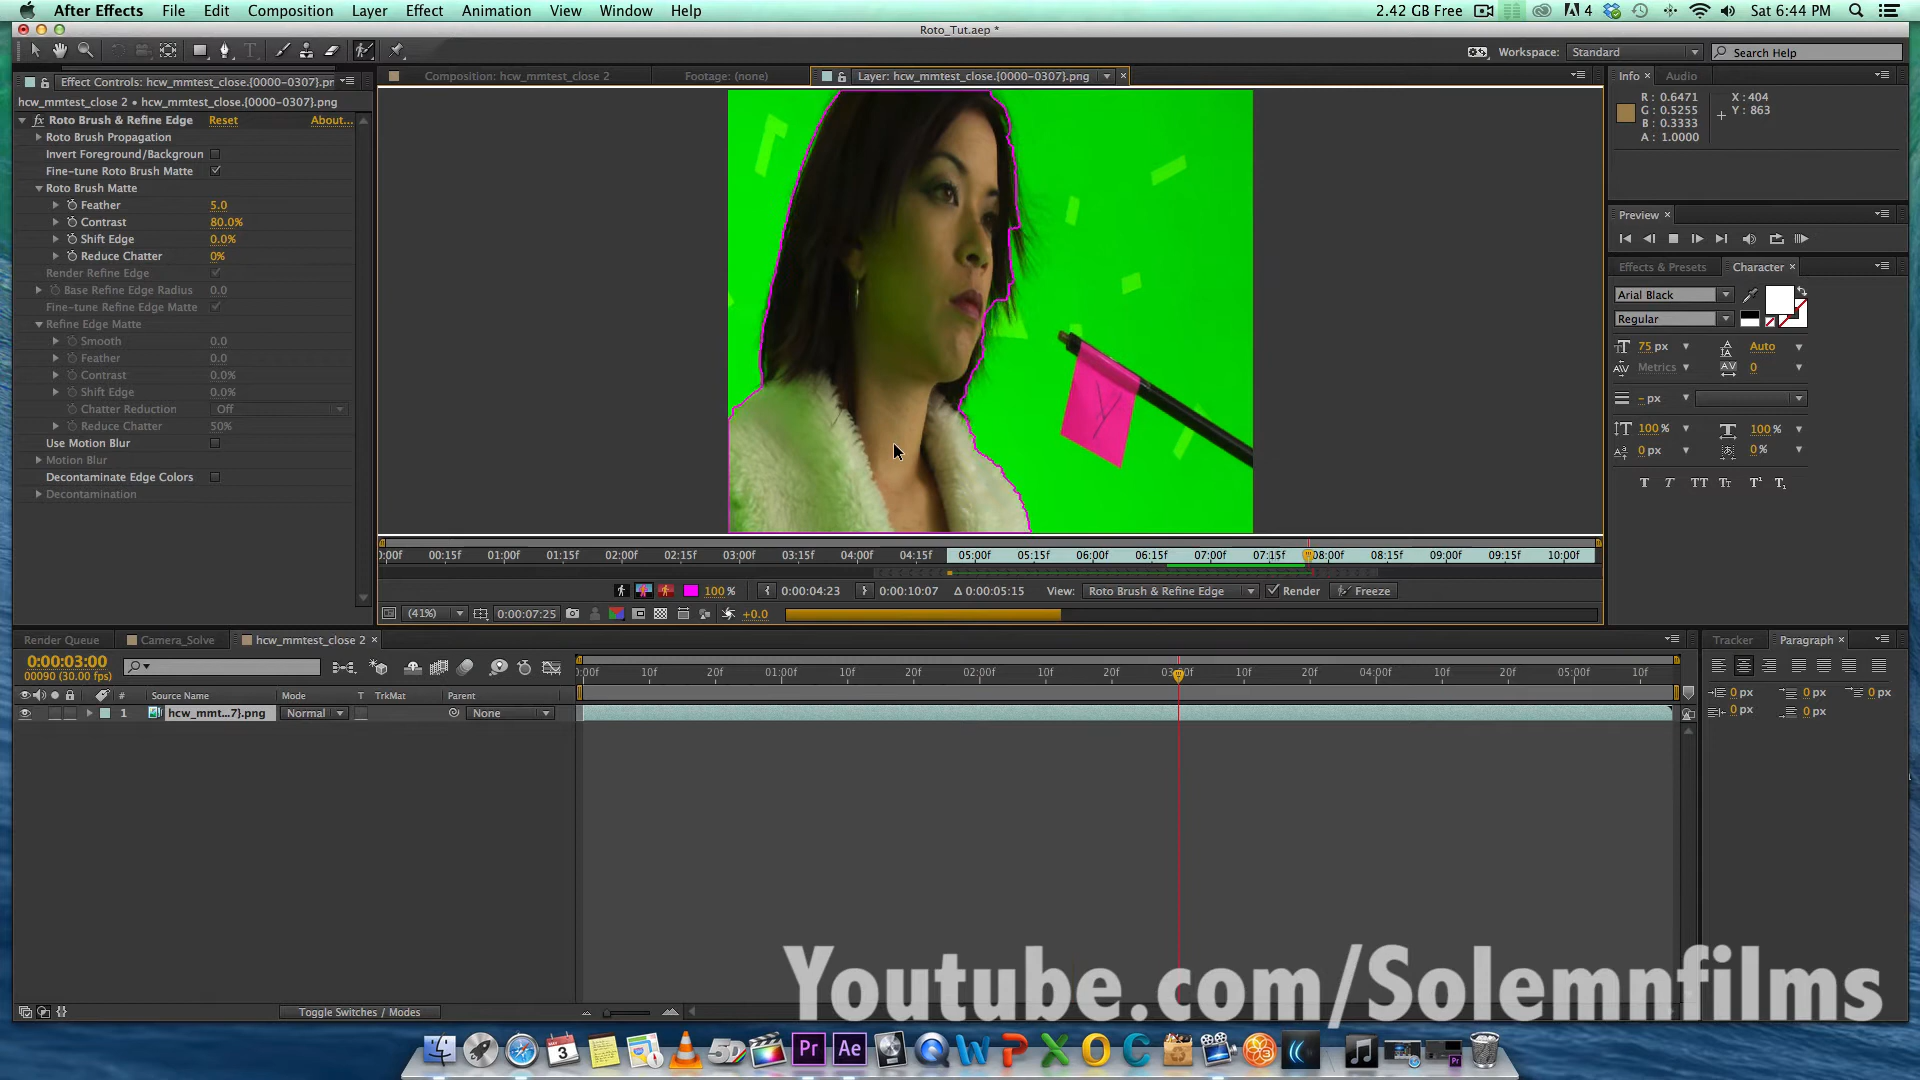 After Effects File Edit Composition Layer Effect Animation View Window Help 2.42 GB Free 4 Sat 6:44 PM
Roto_Tut.aep *
T Workspace: Standard Search Help
Effect Controls: hcw_mmtest_close.[0000-0307].pr Composition: hcw_mmtest_close 2 Footage: (none) Layer: hcw_mmtest_close.[0000-0307].png × Info × Audio
hcw_mmtest_close 2 • hcw_mmtest_close.[0000-0307].png
R : 0.6471 X : 404
G : 0.5255 Y : 863
B : 0.3333
A : 1.0000
fx Roto Brush & Refine Edge Reset About...
Roto Brush Propagation
Invert Foreground/Backgroun
Fine-tune Roto Brush Matte
Roto Brush Matte
Feather 5.0
Contrast 80.0%
Shift Edge 0.0%
Reduce Chatter 0%
Render Refine Edge
Base Refine Edge Radius 0.0
Fine-tune Refine Edge Matte
Refine Edge Matte
Smooth 0.0
Feather 0.0
Contrast 0.0%
Shift Edge 0.0%
Chatter Reduction Off
Reduce Chatter 50%
Use Motion Blur
Motion Blur
Decontaminate Edge Colors
Decontamination
Preview ×
Effects & Presets Character ×
Arial Black
Regular
75 px Auto
Metrics 0
- px
100 % 100 %
0 px 0 %
T T TT Tr T¹ T₁
):00f 00:15f 01:00f 01:15f 02:00f 02:15f 03:00f 03:15f 04:00f 04:15f 05:00f 05:15f 06:00f 06:15f 07:00f 07:15f 08:00f 08:15f 09:00f 09:15f 10:00f
100 % 0:00:04:23 0:00:10:07 Δ 0:00:05:15 View: Roto Brush & Refine Edge Render Freeze
(41%) 0:00:07:25 +0.0
Render Queue Camera_Solve hcw_mmtest_close 2 × Tracker Paragraph ×
0:00:03:00
00090 (30.00 fps)
):00f 10f 20f 01:00f 10f 20f 02:00f 10f 20f 03:00f 10f 20f 04:00f 10f 20f 05:00f 10f
# Source Name Mode T TrkMat Parent
1 hcw_mmt...7}.png Normal None
0 px 0 px 0 px
0 px 0 px
Youtube.com/Solemnfilms
Toggle Switches / Modes
MAY 3 5D Pr Ae W P X O C